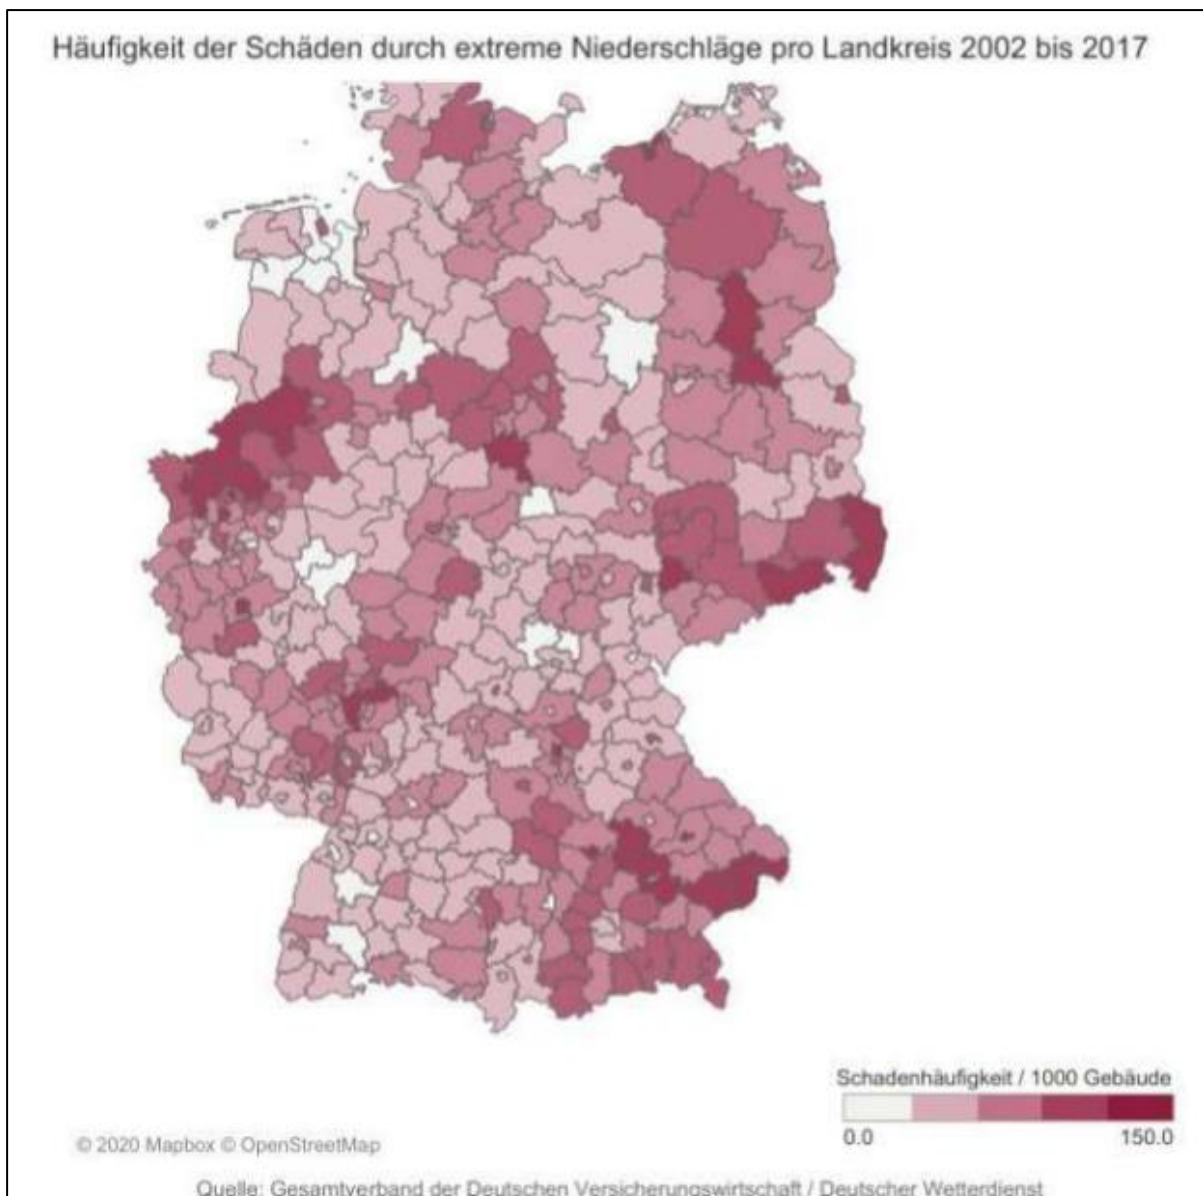 Häufigkeit der Schäden durch extreme Niederschläge pro Landkreis 2002 bis 2017
Schadenhäufigkeit / 1000 Gebäude
0.0 150.0
© 2020 Mapbox © OpenStreetMap
Quelle: Gesamtverband der Deutschen Versicherungswirtschaft / Deutscher Wetterdienst